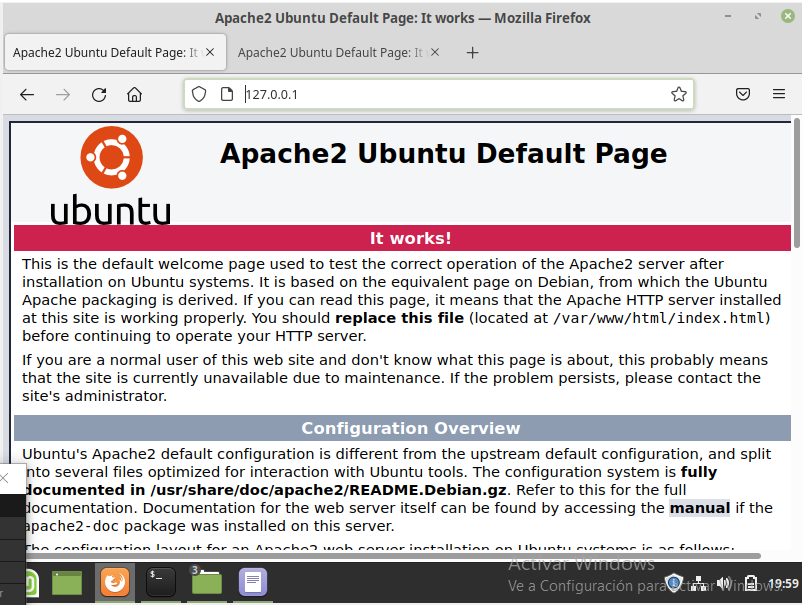 Apache2 Ubuntu Default Page: It works — Mozilla Firefox
Apache2 Ubuntu Default Page: It
Apache2 Ubuntu Default Page: It
127.0.0.1
ubuntu
Apache2 Ubuntu Default Page
It works!
This is the default welcome page used to test the correct operation of the Apache2 server after
installation on Ubuntu systems. It is based on the equivalent page on Debian, from which the Ubuntu
Apache packaging is derived. If you can read this page, it means that the Apache HTTP server installed
at this site is working properly. You should replace this file (located at /var/www/html/index.html)
before continuing to operate your HTTP server.
If you are a normal user of this web site and don't know what this page is about, this probably means
that the site is currently unavailable due to maintenance. If the problem persists, please contact the
site's administrator.
Configuration Overview
Ubuntu's Apache2 default configuration is different from the upstream default configuration, and split
into several files optimized for interaction with Ubuntu tools. The configuration system is fully
documented in /usr/share/doc/apache2/README.Debian.gz. Refer to this for the full
documentation. Documentation for the web server itself can be found by accessing the manual if the
apache2-doc package was installed on this server.
The configuration layout for an Apache2 web server installation on Ubuntu systems is as follows:
Activar Windows
Ve a Configuración para activar Windows.
3
19:59